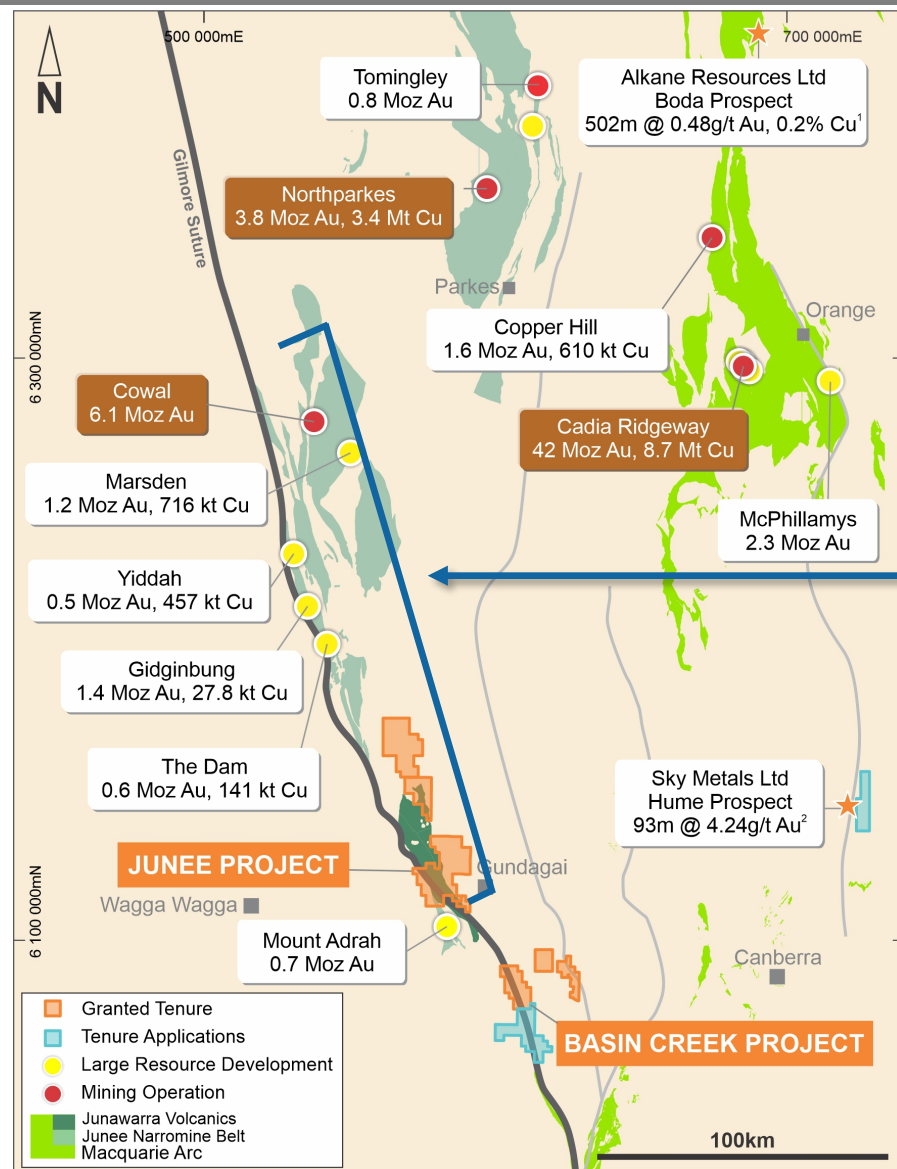 500 000mE
700 000mE
N
Tomingley
0.8 Moz Au
Alkane Resources Ltd
Boda Prospect
502m @ 0.48g/t Au, 0.2% Cu¹
Gilmore Suture
Northparkes
3.8 Moz Au, 3.4 Mt Cu
Parkes
Orange
Copper Hill
1.6 Moz Au, 610 kt Cu
6 300 000mN
Cowal
6.1 Moz Au
Cadia Ridgeway
42 Moz Au, 8.7 Mt Cu
Marsden
1.2 Moz Au, 716 kt Cu
McPhillamys
2.3 Moz Au
Yiddah
0.5 Moz Au, 457 kt Cu
Gidginbung
1.4 Moz Au, 27.8 kt Cu
The Dam
0.6 Moz Au, 141 kt Cu
Sky Metals Ltd
Hume Prospect
93m @ 4.24g/t Au²
JUNEE PROJECT
Gundagai
Wagga Wagga
6 100 000mN
Mount Adrah
0.7 Moz Au
Canberra
Granted Tenure
Tenure Applications
Large Resource Development
Mining Operation
Junawarra Volcanics
Junee Narromine Belt
Macquarie Arc
BASIN CREEK PROJECT
100km